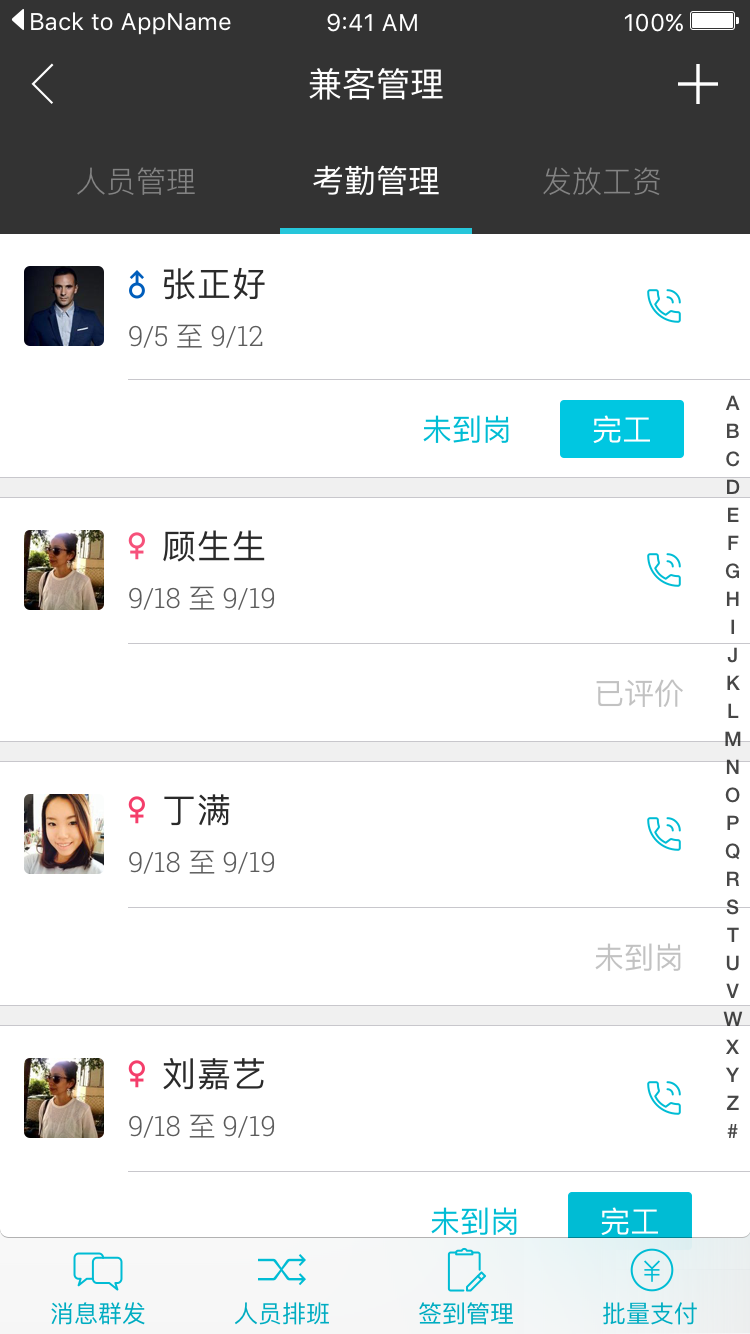 Back to AppName 9:41 AM 100%
兼客管理
人员管理 考勤管理 发放工资
张正好
9/5 至 9/12
未到岗 完工
顾生生
9/18 至 9/19
已评价
丁满
9/18 至 9/19
未到岗
刘嘉艺
9/18 至 9/19
未到岗 完工
A
B
C
D
E
F
G
H
I
J
K
L
M
N
O
P
Q
R
S
T
U
V
W
X
Y
Z
#
消息群发 人员排班 签到管理 批量支付